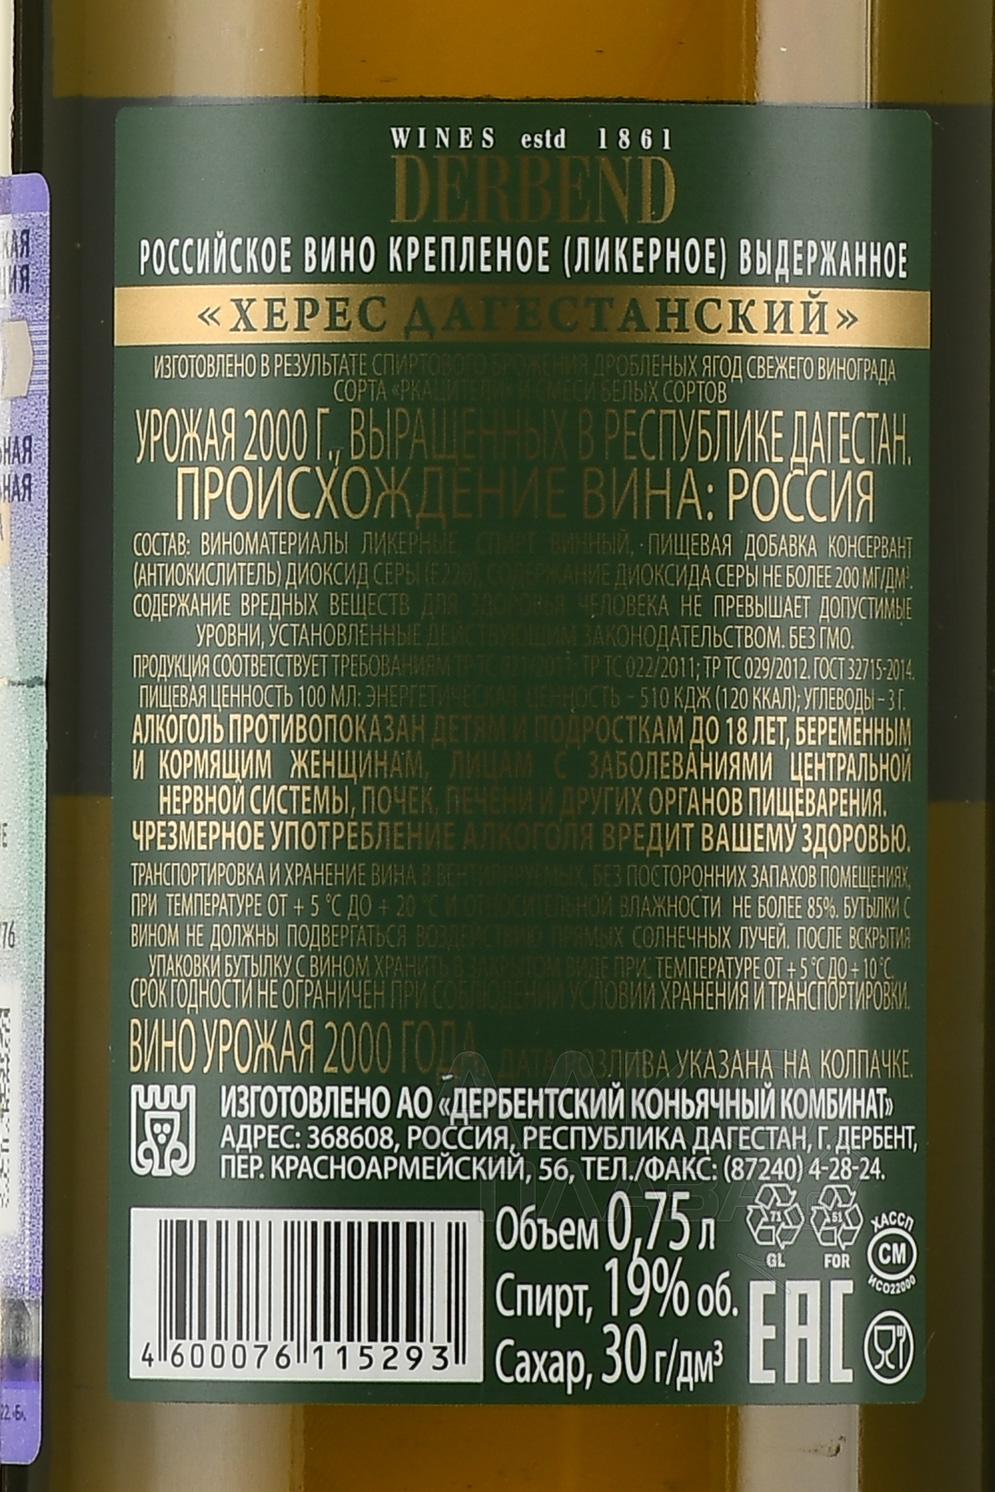 WINES estd 1861
DERBEND
РОССИЙСКОЕ ВИНО КРЕПЛЕНОЕ (ЛИКЕРНОЕ) ВЫДЕРЖАННОЕ
«ХЕРЕС ДАГЕСТАНСКИЙ»
ИЗГОТОВЛЕНО В РЕЗУЛЬТАТЕ СПИРТОВОГО БРОЖЕНИЯ ДРОБЛЕНЫХ ЯГОД СВЕЖЕГО ВИНОГРАДА
СОРТА «РКАЦИТЕЛИ» И СМЕСИ БЕЛЫХ СОРТОВ
УРОЖАЯ 2000 Г., ВЫРАЩЕННЫХ В РЕСПУБЛИКЕ ДАГЕСТАН.
ПРОИСХОЖДЕНИЕ ВИНА: РОССИЯ
СОСТАВ: ВИНОМАТЕРИАЛЫ ЛИКЕРНЫЕ, СПИРТ ВИННЫЙ, ПИЩЕВАЯ ДОБАВКА КОНСЕРВАНТ
(АНТИОКИСЛИТЕЛЬ) ДИОКСИД СЕРЫ (Е220), СОДЕРЖАНИЕ ДИОКСИДА СЕРЫ НЕ БОЛЕЕ 200 МГ/ДМ³.
СОДЕРЖАНИЕ ВРЕДНЫХ ВЕЩЕСТВ ДЛЯ ЗДОРОВЬЯ ЧЕЛОВЕКА НЕ ПРЕВЫШАЕТ ДОПУСТИМЫЕ
УРОВНИ, УСТАНОВЛЕННЫЕ ДЕЙСТВУЮЩИМ ЗАКОНОДАТЕЛЬСТВОМ. БЕЗ ГМО.
ПРОДУКЦИЯ СООТВЕТСТВУЕТ ТРЕБОВАНИЯМ ТР ТС 021/2011; ТР ТС 022/2011; ТР ТС 029/2012. ГОСТ 32715-2014.
ПИЩЕВАЯ ЦЕННОСТЬ 100 МЛ: ЭНЕРГЕТИЧЕСКАЯ ЦЕННОСТЬ – 510 КДЖ (120 ККАЛ); УГЛЕВОДЫ – 3 Г.
АЛКОГОЛЬ ПРОТИВОПОКАЗАН ДЕТЯМ И ПОДРОСТКАМ ДО 18 ЛЕТ, БЕРЕМЕННЫМ
И КОРМЯЩИМ ЖЕНЩИНАМ, ЛИЦАМ С ЗАБОЛЕВАНИЯМИ ЦЕНТРАЛЬНОЙ
НЕРВНОЙ СИСТЕМЫ, ПОЧЕК, ПЕЧЕНИ И ДРУГИХ ОРГАНОВ ПИЩЕВАРЕНИЯ.
ЧРЕЗМЕРНОЕ УПОТРЕБЛЕНИЕ АЛКОГОЛЯ ВРЕДИТ ВАШЕМУ ЗДОРОВЬЮ.
ТРАНСПОРТИРОВКА И ХРАНЕНИЕ ВИНА В ВЕНТИЛИРУЕМЫХ, БЕЗ ПОСТОРОННИХ ЗАПАХОВ ПОМЕЩЕНИЯХ,
ПРИ ТЕМПЕРАТУРЕ ОТ + 5 °С ДО + 20 °С И ОТНОСИТЕЛЬНОЙ ВЛАЖНОСТИ НЕ БОЛЕЕ 85%. БУТЫЛКИ С
ВИНОМ НЕ ДОЛЖНЫ ПОДВЕРГАТЬСЯ ВОЗДЕЙСТВИЮ ПРЯМЫХ СОЛНЕЧНЫХ ЛУЧЕЙ. ПОСЛЕ ВСКРЫТИЯ
УПАКОВКИ БУТЫЛКУ С ВИНОМ ХРАНИТЬ В ЗАКРЫТОМ ВИДЕ ПРИ: ТЕМПЕРАТУРЕ ОТ + 5 °С ДО + 10 °С.
СРОК ГОДНОСТИ НЕ ОГРАНИЧЕН ПРИ СОБЛЮДЕНИИ УСЛОВИЙ ХРАНЕНИЯ И ТРАНСПОРТИРОВКИ.
ВИНО УРОЖАЯ 2000 ГОДА. ДАТА РОЗЛИВА УКАЗАНА НА КОЛПАЧКЕ.
ИЗГОТОВЛЕНО АО «ДЕРБЕНТСКИЙ КОНЬЯЧНЫЙ КОМБИНАТ»
АДРЕС: 368608, РОССИЯ, РЕСПУБЛИКА ДАГЕСТАН, Г. ДЕРБЕНТ,
ПЕР. КРАСНОАРМЕЙСКИЙ, 56, ТЕЛ./ФАКС: (87240) 4-28-24.
Объем 0,75 л
Спирт, 19% об.
Сахар, 30 г/дм³
71
GL
51
FOR
ХАССП
СМ
ИСО22000
EAC
4 600076 115293